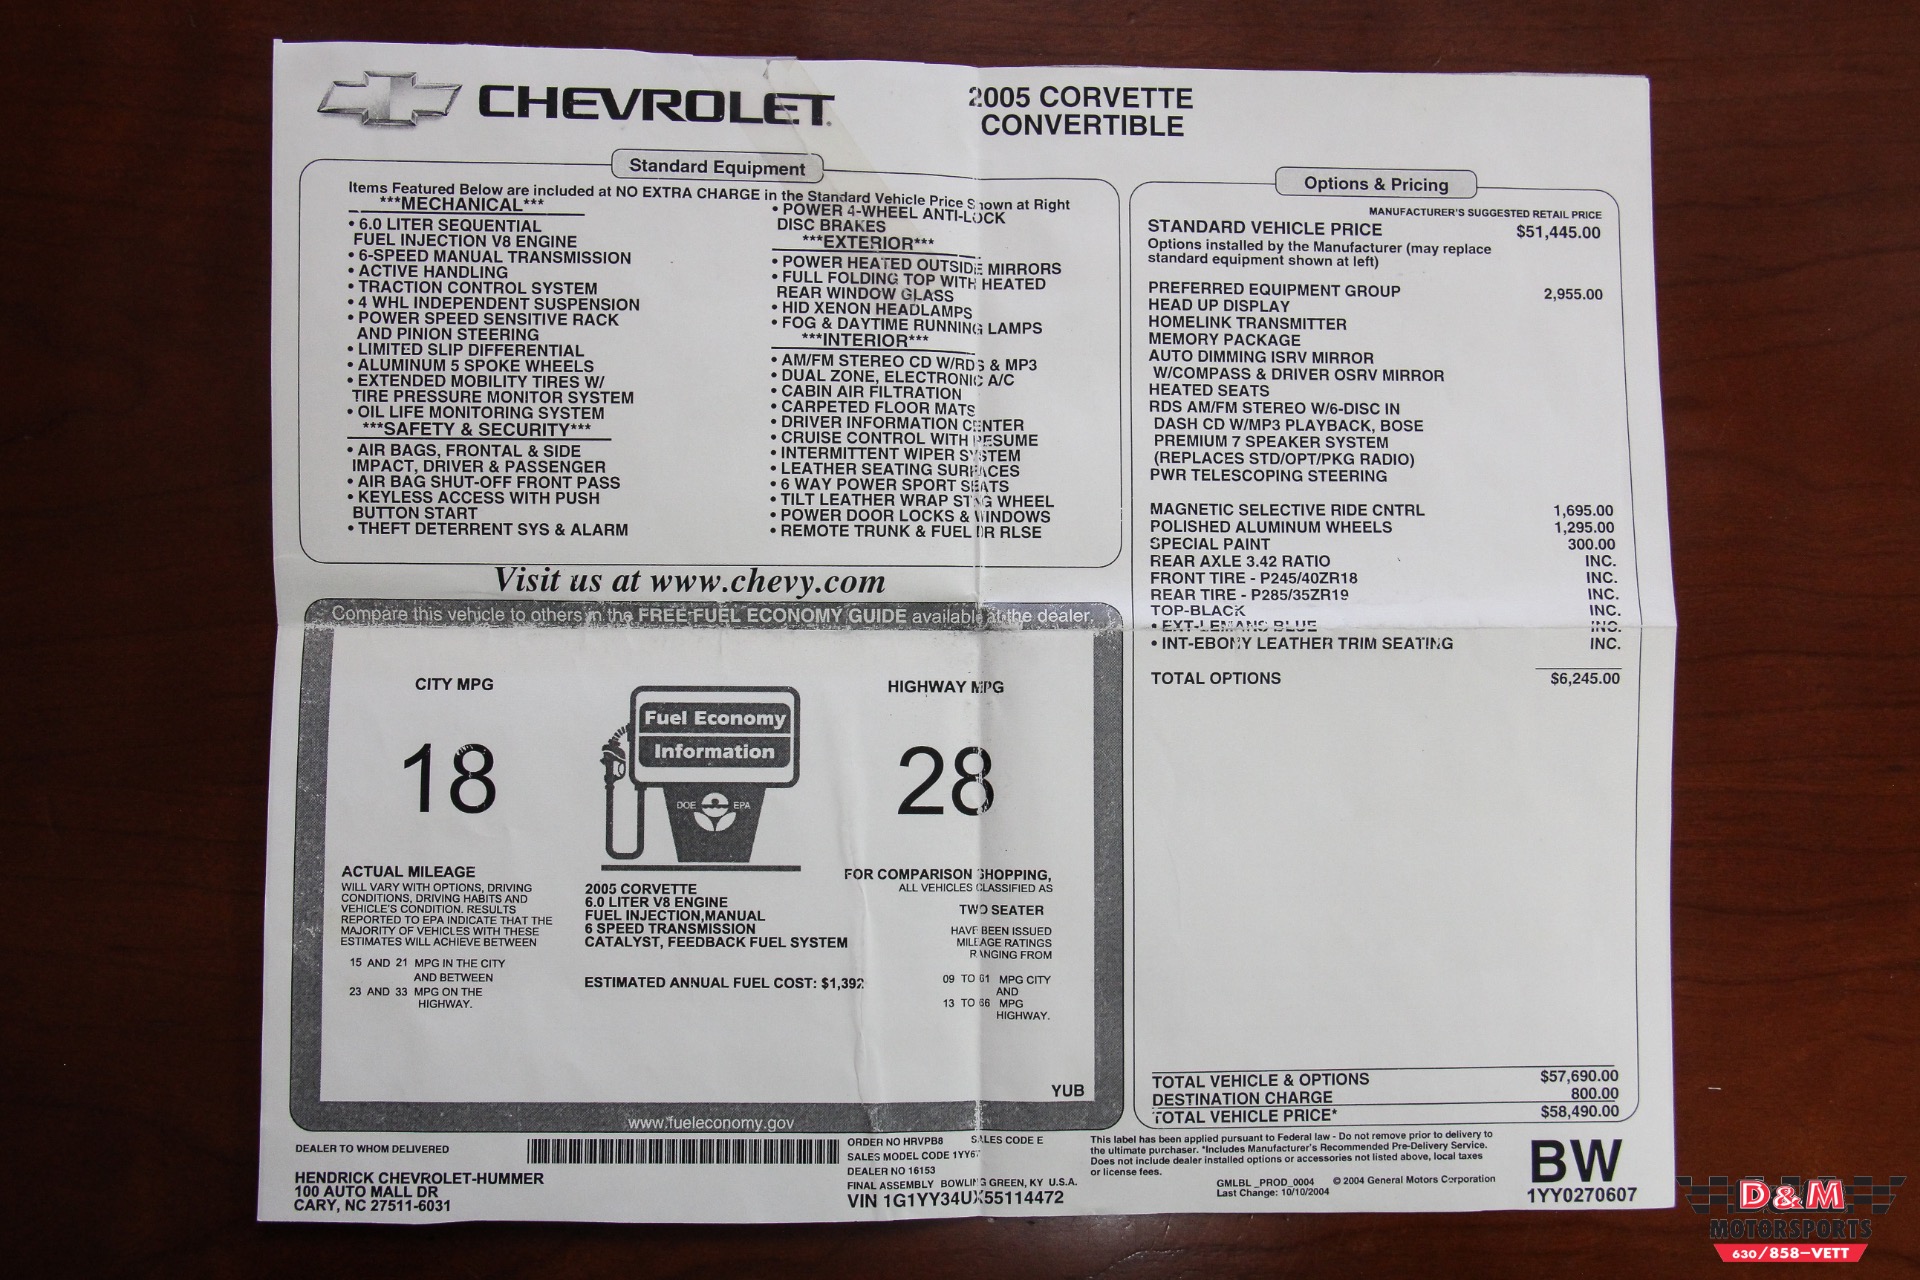 CHEVROLET
2005 CORVETTE
CONVERTIBLE
Standard Equipment
Items Featured Below are included at NO EXTRA CHARGE in the Standard Vehicle Price Shown at Right
***MECHANICAL***
• 6.0 LITER SEQUENTIAL
FUEL INJECTION V8 ENGINE
• 6-SPEED MANUAL TRANSMISSION
• ACTIVE HANDLING
• TRACTION CONTROL SYSTEM
• 4 WHL INDEPENDENT SUSPENSION
• POWER SPEED SENSITIVE RACK
AND PINION STEERING
• LIMITED SLIP DIFFERENTIAL
• ALUMINUM 5 SPOKE WHEELS
• EXTENDED MOBILITY TIRES W/
TIRE PRESSURE MONITOR SYSTEM
• OIL LIFE MONITORING SYSTEM
***SAFETY & SECURITY***
• AIR BAGS, FRONTAL & SIDE
IMPACT, DRIVER & PASSENGER
• AIR BAG SHUT-OFF FRONT PASS
• KEYLESS ACCESS WITH PUSH
BUTTON START
• THEFT DETERRENT SYS & ALARM
• POWER 4-WHEEL ANTI-LOCK
DISC BRAKES
***EXTERIOR***
• POWER HEATED OUTSIDE MIRRORS
• FULL FOLDING TOP WITH HEATED
REAR WINDOW GLASS
• HID XENON HEADLAMPS
• FOG & DAYTIME RUNNING LAMPS
***INTERIOR***
• AM/FM STEREO CD W/RDS & MP3
• DUAL ZONE, ELECTRONIC A/C
• CABIN AIR FILTRATION
• CARPETED FLOOR MATS
• DRIVER INFORMATION CENTER
• CRUISE CONTROL WITH RESUME
• INTERMITTENT WIPER SYSTEM
• LEATHER SEATING SURFACES
• 6 WAY POWER SPORT SEATS
• TILT LEATHER WRAP STNG WHEEL
• POWER DOOR LOCKS & WINDOWS
• REMOTE TRUNK & FUEL DR RLSE
Visit us at www.chevy.com
Compare this vehicle to others in the FREE FUEL ECONOMY GUIDE available at the dealer.
CITY MPG
18
Fuel Economy
Information
DOE EPA
HIGHWAY MPG
28
ACTUAL MILEAGE
WILL VARY WITH OPTIONS, DRIVING
CONDITIONS, DRIVING HABITS AND
VEHICLE'S CONDITION. RESULTS
REPORTED TO EPA INDICATE THAT THE
MAJORITY OF VEHICLES WITH THESE
ESTIMATES WILL ACHIEVE BETWEEN
15 AND 21 MPG IN THE CITY
AND BETWEEN
23 AND 33 MPG ON THE
HIGHWAY.
2005 CORVETTE
6.0 LITER V8 ENGINE
FUEL INJECTION,MANUAL
6 SPEED TRANSMISSION
CATALYST, FEEDBACK FUEL SYSTEM
ESTIMATED ANNUAL FUEL COST: $1,392
FOR COMPARISON SHOPPING,
ALL VEHICLES CLASSIFIED AS
TWO SEATER
HAVE BEEN ISSUED
MILEAGE RATINGS
RANGING FROM
09 TO 61 MPG CITY
AND
13 TO 66 MPG
HIGHWAY.
YUB
www.fueleconomy.gov
Options & Pricing
MANUFACTURER'S SUGGESTED RETAIL PRICE
STANDARD VEHICLE PRICE $51,445.00
Options installed by the Manufacturer (may replace
standard equipment shown at left)
PREFERRED EQUIPMENT GROUP 2,955.00
HEAD UP DISPLAY
HOMELINK TRANSMITTER
MEMORY PACKAGE
AUTO DIMMING ISRV MIRROR
W/COMPASS & DRIVER OSRV MIRROR
HEATED SEATS
RDS AM/FM STEREO W/6-DISC IN
DASH CD W/MP3 PLAYBACK, BOSE
PREMIUM 7 SPEAKER SYSTEM
(REPLACES STD/OPT/PKG RADIO)
PWR TELESCOPING STEERING
MAGNETIC SELECTIVE RIDE CNTRL 1,695.00
POLISHED ALUMINUM WHEELS 1,295.00
SPECIAL PAINT 300.00
REAR AXLE 3.42 RATIO INC.
FRONT TIRE - P245/40ZR18 INC.
REAR TIRE - P285/35ZR19 INC.
TOP-BLACK INC.
• EXT-LEMANS BLUE INC.
• INT-EBONY LEATHER TRIM SEATING INC.
TOTAL OPTIONS $6,245.00
TOTAL VEHICLE & OPTIONS $57,690.00
DESTINATION CHARGE 800.00
TOTAL VEHICLE PRICE* $58,490.00
DEALER TO WHOM DELIVERED
HENDRICK CHEVROLET-HUMMER
100 AUTO MALL DR
CARY, NC 27511-6031
ORDER NO HRVPB8 SALES CODE E
SALES MODEL CODE 1YY67
DEALER NO 16153
FINAL ASSEMBLY BOWLING GREEN, KY U.S.A.
VIN 1G1YY34UX55114472
This label has been applied pursuant to Federal law - Do not remove prior to delivery to
the ultimate purchaser. *Includes Manufacturer's Recommended Pre-Delivery Service.
Does not include dealer installed options or accessories not listed above, local taxes
or license fees.
GMLBL_PROD_0004 © 2004 General Motors Corporation
Last Change: 10/10/2004
BW
1YY0270607
D&M
MOTORSPORTS
630/858-VETT